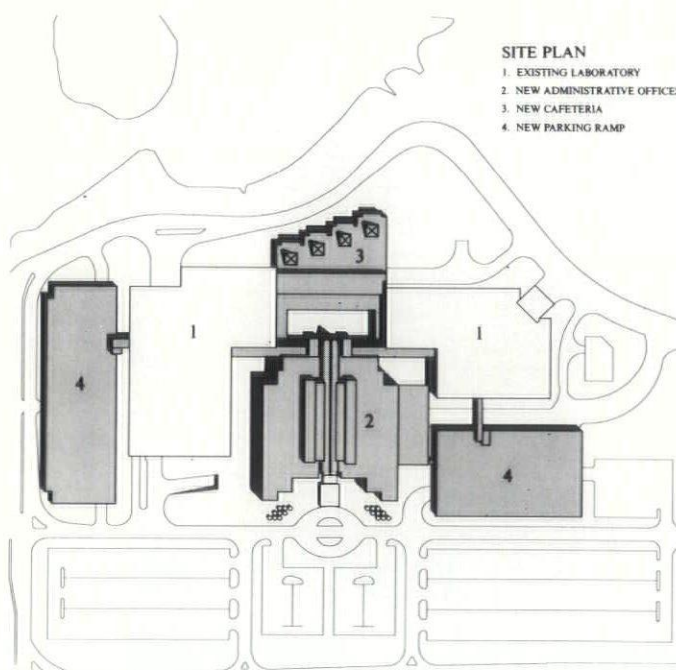 SITE PLAN
1. EXISTING LABORATORY
2. NEW ADMINISTRATIVE OFFICES
3. NEW CAFETERIA
4. NEW PARKING RAMP
3
1
1
4
2
4